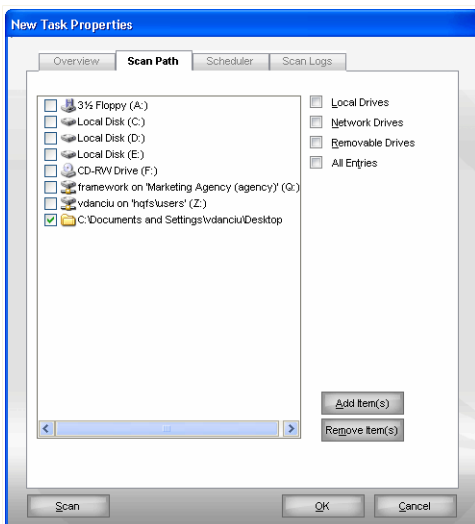 New Task Properties
Overview
Scan Path
Scheduler
Scan Logs
3½ Floppy (A:)
Local Disk (C:)
Local Disk (D:)
Local Disk (E:)
CD-RW Drive (F:)
framework on 'Marketing Agency (agency)' (Q:)
vdanciu on 'hqfs\users' (Z:)
C:\Documents and Settings\vdanciu\Desktop
Local Drives
Network Drives
Removable Drives
All Entries
Add Item(s)
Remove Item(s)
Scan
OK
Cancel